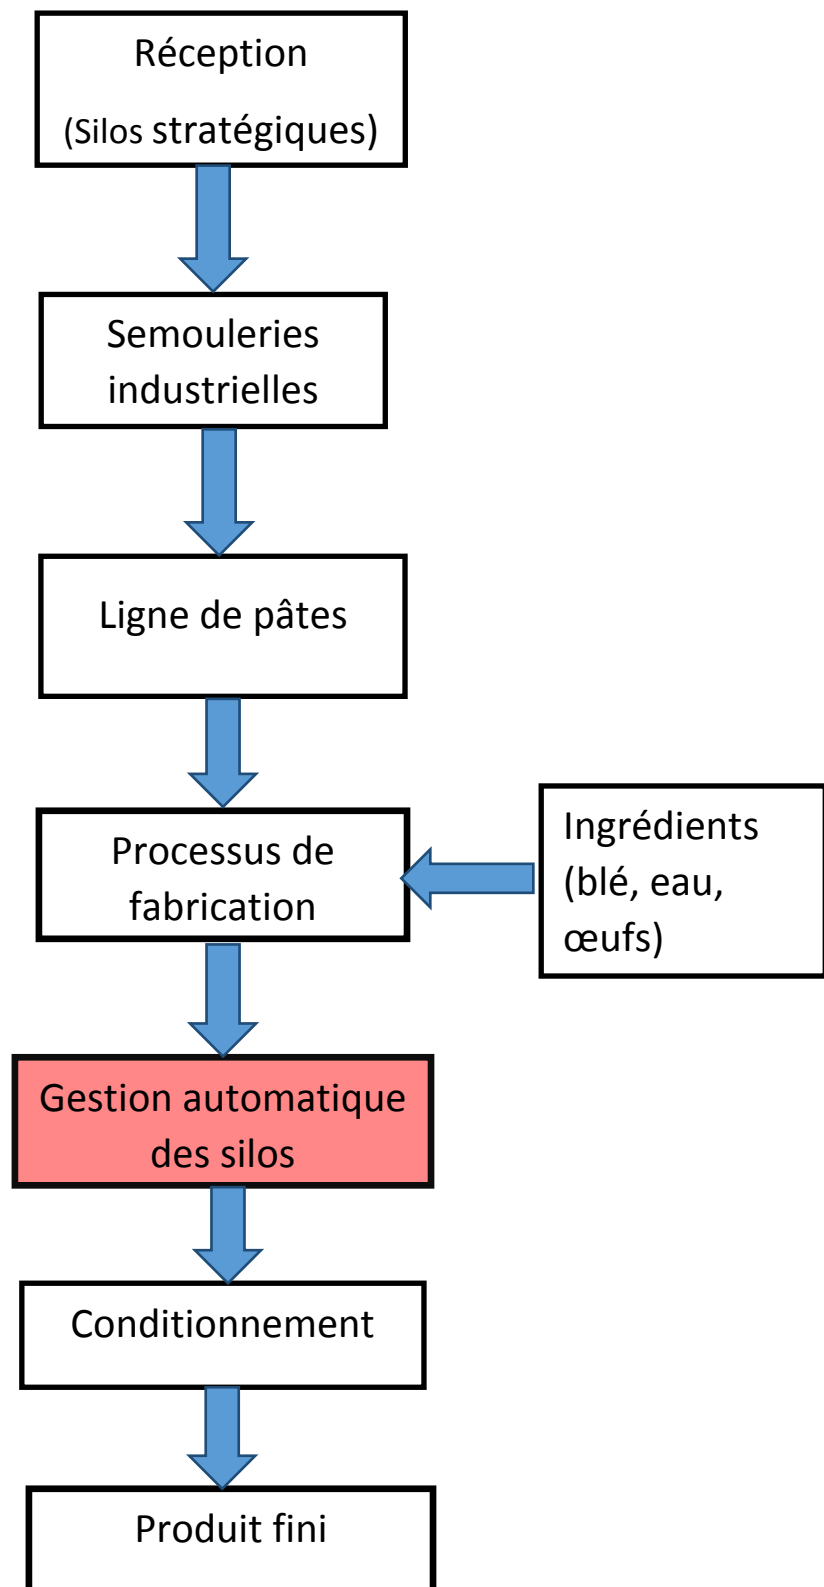 Réception
(Silos stratégiques)
Semouleries
industrielles
Ligne de pâtes
Processus de
fabrication
Ingrédients
(blé, eau,
œufs)
Gestion automatique
des silos
Conditionnement
Produit fini